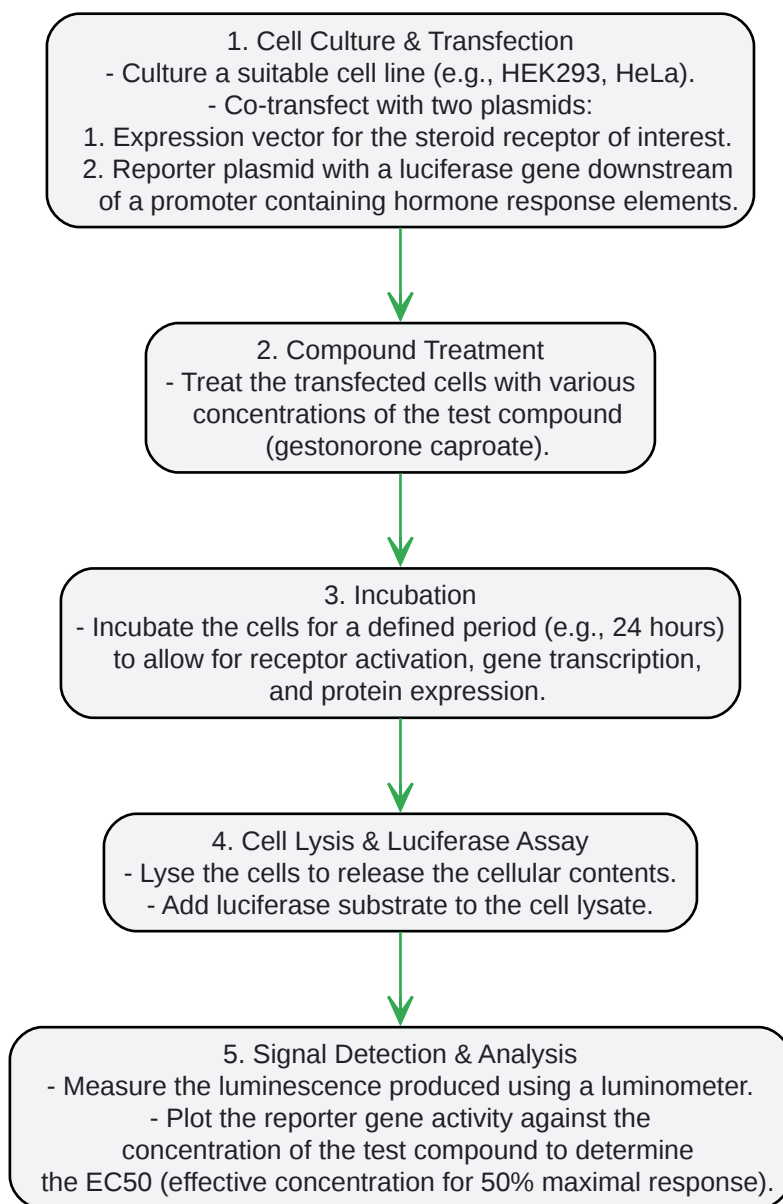 1. Cell Culture & Transfection
- Culture a suitable cell line (e.g., HEK293, HeLa).
- Co-transfect with two plasmids:
1. Expression vector for the steroid receptor of interest.
2. Reporter plasmid with a luciferase gene downstream
of a promoter containing hormone response elements.
2. Compound Treatment
- Treat the transfected cells with various
concentrations of the test compound
(gestonorone caproate).
3. Incubation
- Incubate the cells for a defined period (e.g., 24 hours)
to allow for receptor activation, gene transcription,
and protein expression.
4. Cell Lysis & Luciferase Assay
- Lyse the cells to release the cellular contents.
- Add luciferase substrate to the cell lysate.
5. Signal Detection & Analysis
- Measure the luminescence produced using a luminometer.
- Plot the reporter gene activity against the
concentration of the test compound to determine
the EC50 (effective concentration for 50% maximal response).